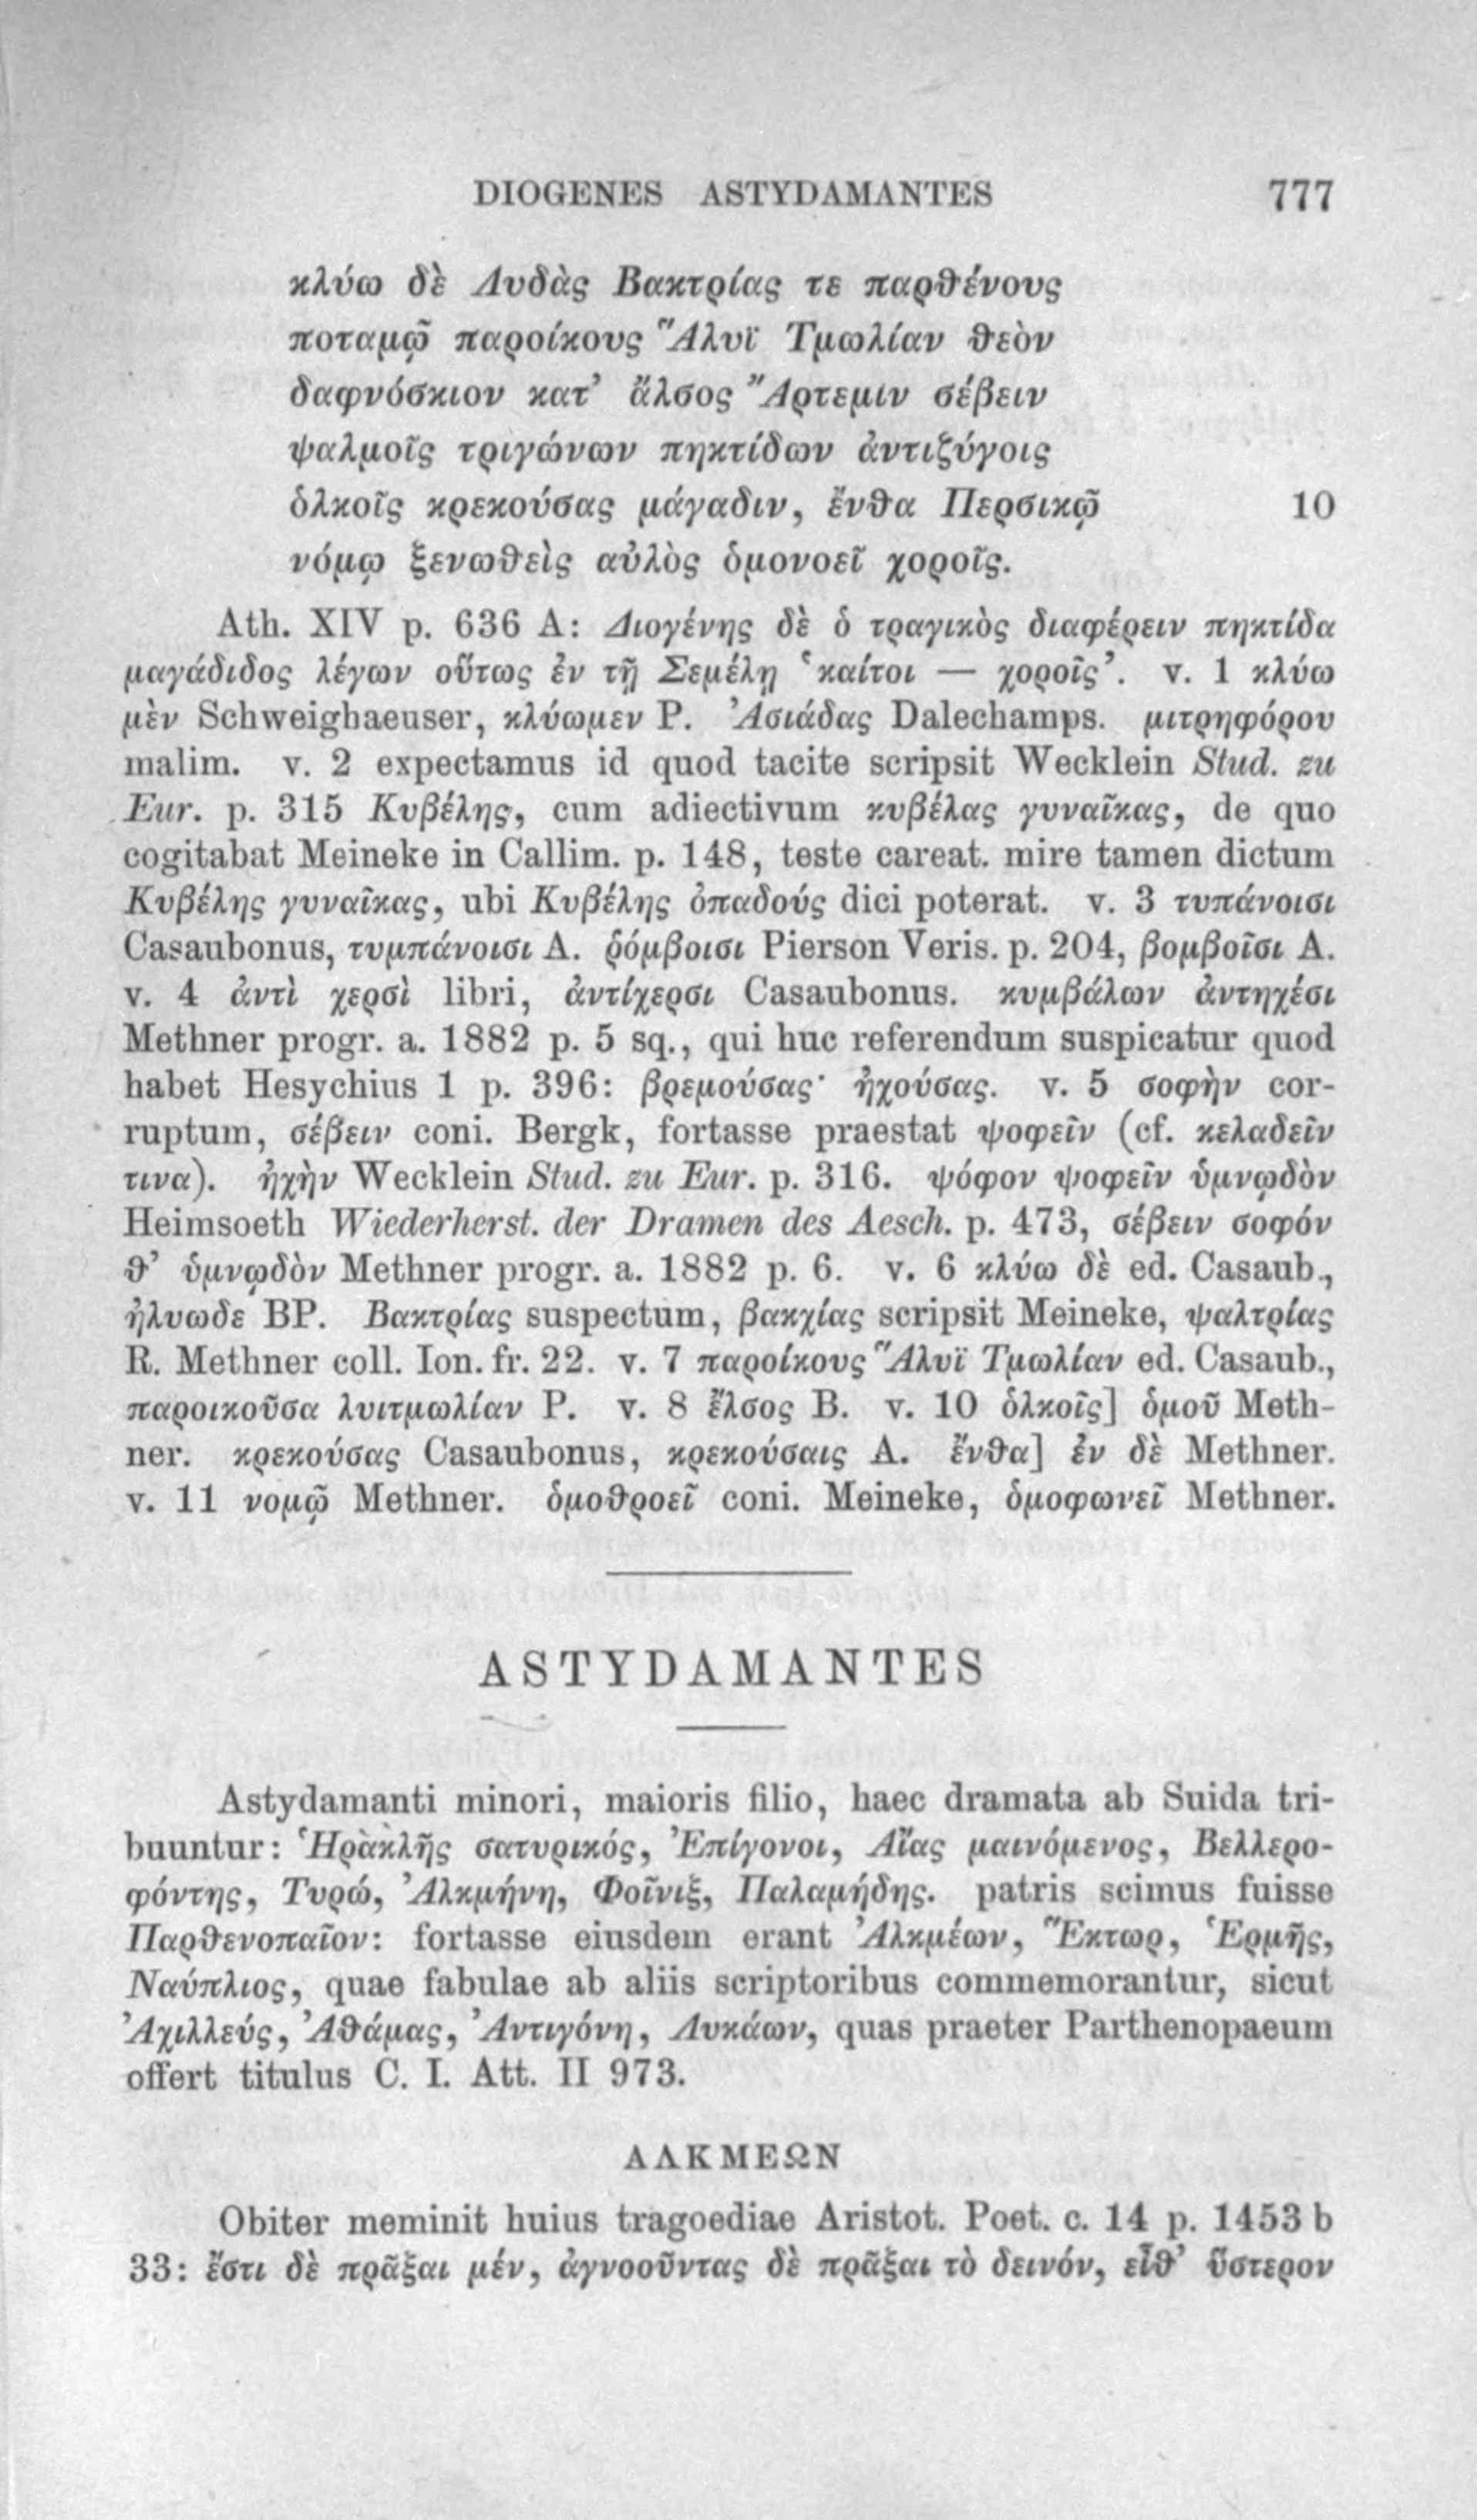 DIOGENES ASTYDAMANTES 777
κλύω δὲ Λυδὰς Βακτρίας τε παρθένους
ποταμῷ παροίκους Ἅλυϊ Τμωλίαν θεὸν
δαφνόσκιον κατ’ ἄλσος Ἄρτεμιν σέβειν
ψαλμοῖς τριγώνων πηκτίδων ἀντιζύγοις
ὁλκοῖς κρεκούσας μάγαδιν, ἔνθα Περσικῷ 10
νόμῳ ξενωθεὶς αὐλὸς ὁμονοεῖ χοροῖς.
Ath. XIV p. 636 A: Διογένης δὲ ὁ τραγικὸς διαφέρειν πηκτίδα
μαγάδιδος λέγων οὕτως ἐν τῇ Σεμέλῃ ‘καίτοι — χοροῖς’. v. 1 κλύω
μὲν Schweighaeuser, κλύωμεν P. Ἀσιάδας Dalechamps. μιτρηφόρου
malim. v. 2 expectamus id quod tacite scripsit Wecklein Stud. zu
Eur. p. 315 Κυβέλης, cum adiectivum κυβέλας γυναῖκας, de quo
cogitabat Meineke in Callim. p. 148, teste careat. mire tamen dictum
Κυβέλης γυναῖκας, ubi Κυβέλης ὀπαδούς dici poterat. v. 3 τυπάνοισι
Casaubonus, τυμπάνοισι A. ῥόμβοισι Pierson Veris. p. 204, βομβοῖσι A.
v. 4 ἀντὶ χερσὶ libri, ἀντίχερσι Casaubonus. κυμβάλων ἀντηχέσι
Methner progr. a. 1882 p. 5 sq., qui huc referendum suspicatur quod
habet Hesychius 1 p. 396: βρεμούσας· ἠχούσας. v. 5 σοφὴν cor-
ruptum, σέβειν coni. Bergk, fortasse praestat ψοφεῖν (cf. κελαδεῖν
τινα). ἠχὴν Wecklein Stud. zu Eur. p. 316. ψόφον ψοφεῖν ὑμνῳδὸν
Heimsoeth Wiederherst. der Dramen des Aesch. p. 473, σέβειν σοφόν
θ’ ὑμνῳδὸν Methner progr. a. 1882 p. 6. v. 6 κλύω δὲ ed. Casaub.,
ἠλυωδε BP. Βακτρίας suspectum, βακχίας scripsit Meineke, ψαλτρίας
R. Methner coll. Ion. fr. 22. v. 7 παροίκους Ἅλυϊ Τμωλίαν ed. Casaub.,
παροικοῦσα λυιτμωλίαν P. v. 8 ἔλσος B. v. 10 ὁλκοῖς] ὁμοῦ Meth-
ner. κρεκούσας Casaubonus, κρεκούσαις A. ἔνθα] ἐν δὲ Methner.
v. 11 νομῷ Methner. ὁμοθροεῖ coni. Meineke, ὁμοφωνεῖ Methner.
ASTYDAMANTES
Astydamanti minori, maioris filio, haec dramata ab Suida tri-
buuntur: Ἡρακλῆς σατυρικός, Ἐπίγονοι, Αἴας μαινόμενος, Βελλερο-
φόντης, Τυρώ, Ἀλκμήνη, Φοῖνιξ, Παλαμήδης. patris scimus fuisse
Παρθενοπαῖον: fortasse eiusdem erant Ἀλκμέων, Ἕκτωρ, Ἑρμῆς,
Ναύπλιος, quae fabulae ab aliis scriptoribus commemorantur, sicut
Ἀχιλλεύς, Ἀθάμας, Ἀντιγόνη, Λυκάων, quas praeter Parthenopaeum
offert titulus C. I. Att. II 973.
ΑΛΚΜΕΩΝ
Obiter meminit huius tragoediae Aristot. Poet. c. 14 p. 1453 b
33: ἔστι δὲ πρᾶξαι μέν, ἀγνοοῦντας δὲ πρᾶξαι τὸ δεινόν, εἶθ’ ὕστερον